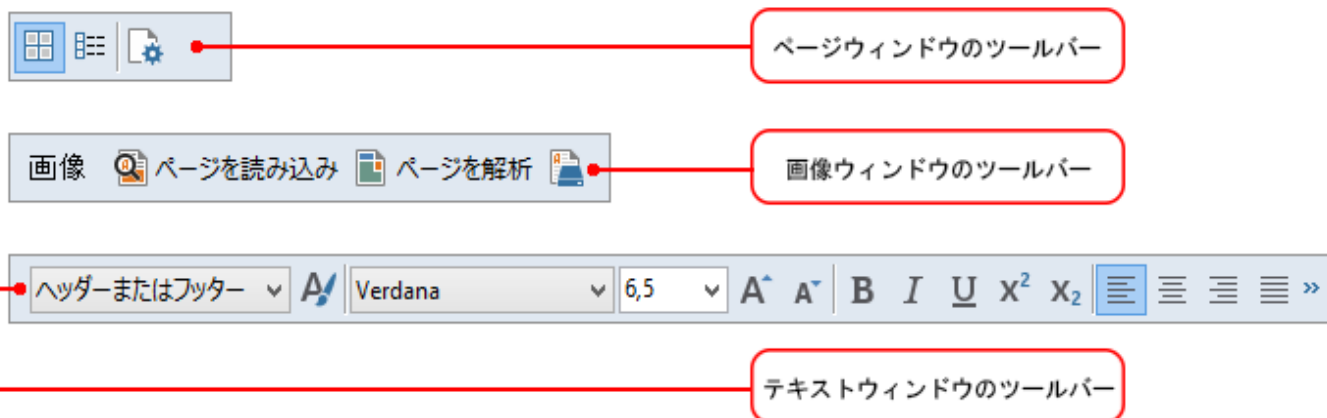 ページウィンドウのツールバー
画像 ページを読み込み ページを解析
画像ウィンドウのツールバー
ヘッダーまたはフッター Verdana 6,5 A A B I U X² X₂ »
テキストウィンドウのツールバー